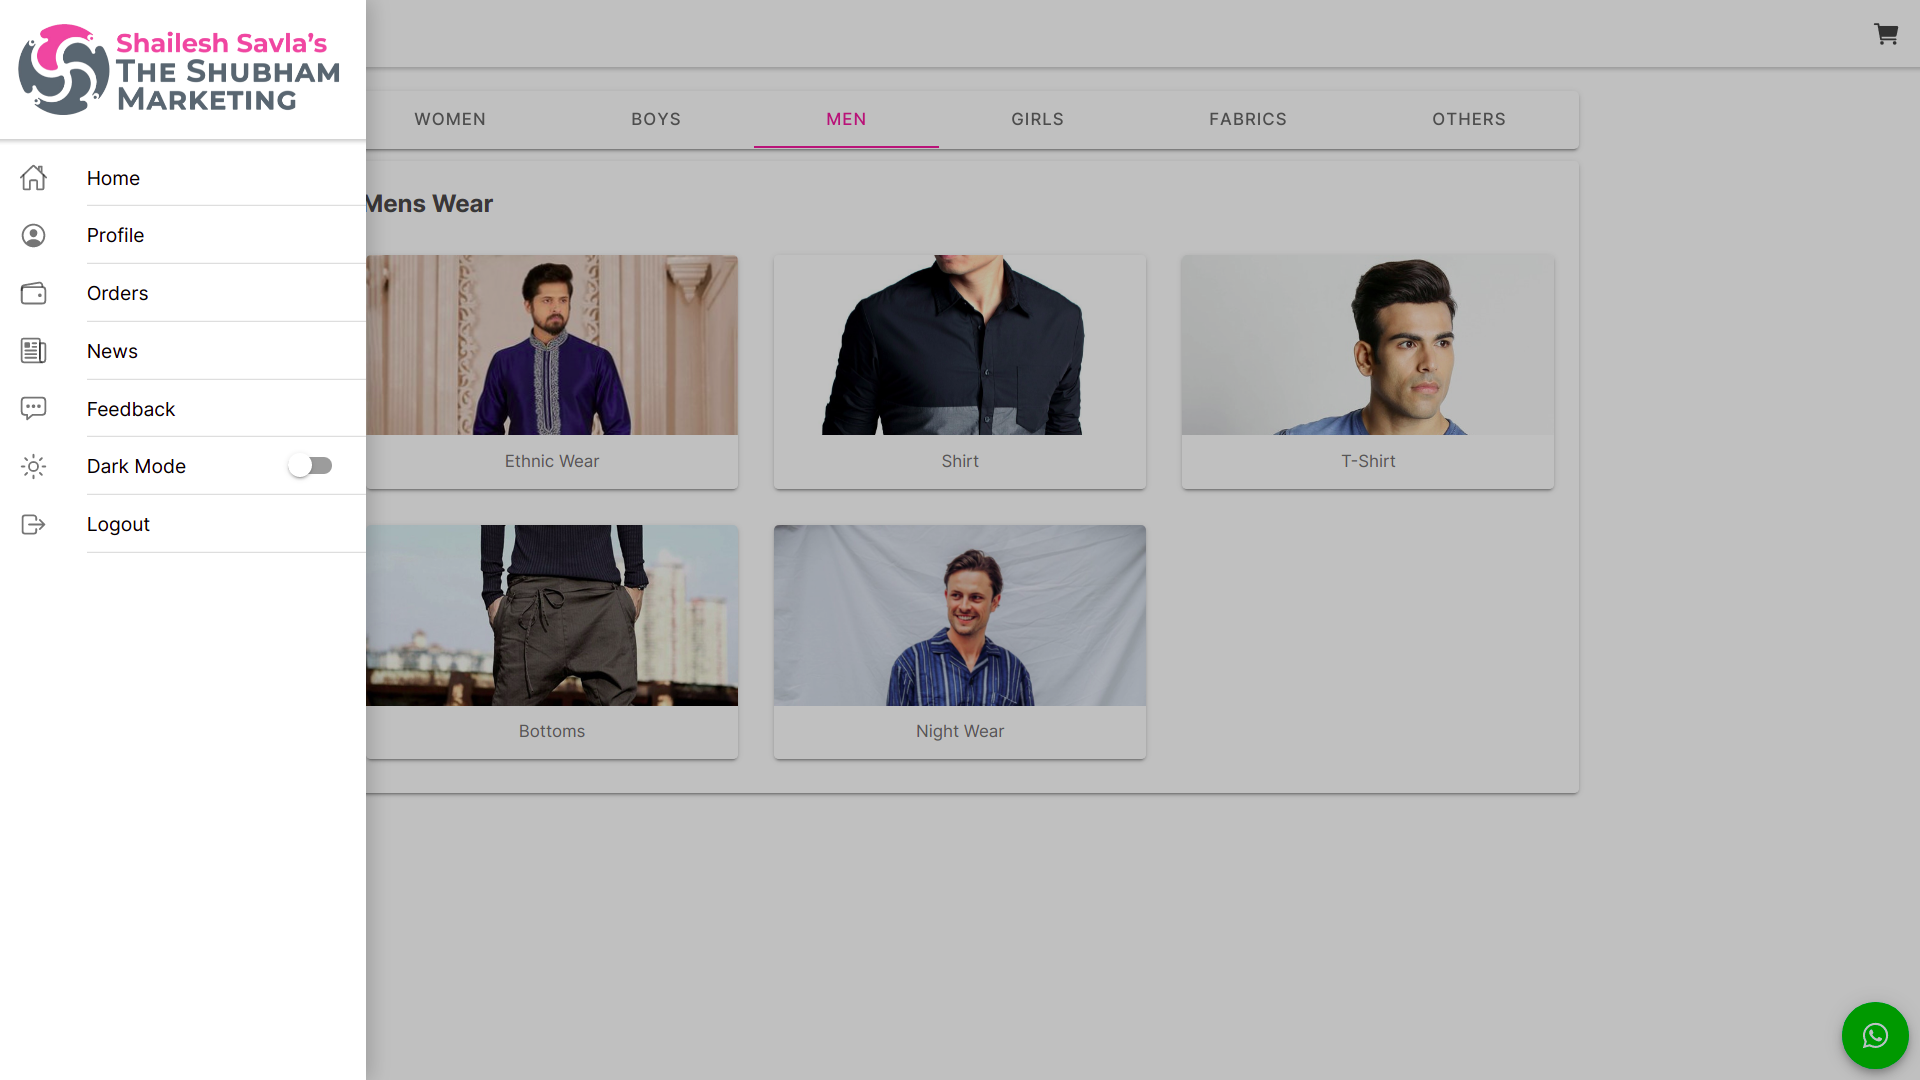 Shailesh Savla's
THE SHUBHAM
MARKETING
Home
Profile
Orders
News
Feedback
Dark Mode
Logout
WOMEN
BOYS
MEN
GIRLS
FABRICS
OTHERS
Mens Wear
Ethnic Wear
Shirt
T-Shirt
Bottoms
Night Wear